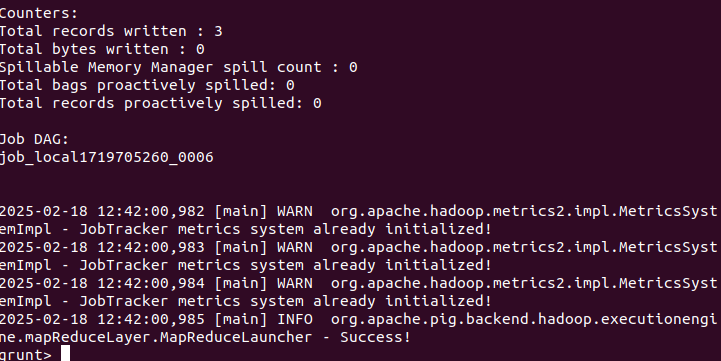 Counters:
Total records written : 3
Total bytes written : 0
Spillable Memory Manager spill count : 0
Total bags proactively spilled: 0
Total records proactively spilled: 0
Job DAG:
job_local1719705260_0006
2025-02-18 12:42:00,982 [main] WARN  org.apache.hadoop.metrics2.impl.MetricsSyst
emImpl - JobTracker metrics system already initialized!
2025-02-18 12:42:00,983 [main] WARN  org.apache.hadoop.metrics2.impl.MetricsSyst
emImpl - JobTracker metrics system already initialized!
2025-02-18 12:42:00,984 [main] WARN  org.apache.hadoop.metrics2.impl.MetricsSyst
emImpl - JobTracker metrics system already initialized!
2025-02-18 12:42:00,985 [main] INFO  org.apache.pig.backend.hadoop.executionengi
ne.mapReduceLayer.MapReduceLauncher - Success!
grunt>